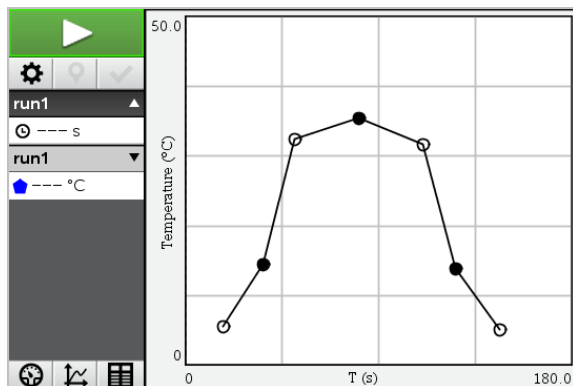 run1
--- s
run1
--- °C
50.0
Temperature (°C)
0
0
T (s)
180.0